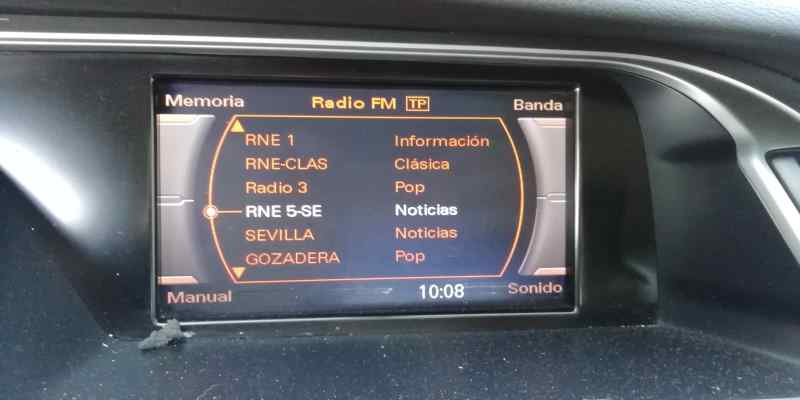 Memoria Radio FM TP Banda
RNE 1 Información
RNE-CLAS Clásica
Radio 3 Pop
RNE 5-SE Noticias
SEVILLA Noticias
GOZADERA Pop
Manual 10:08 Sonido